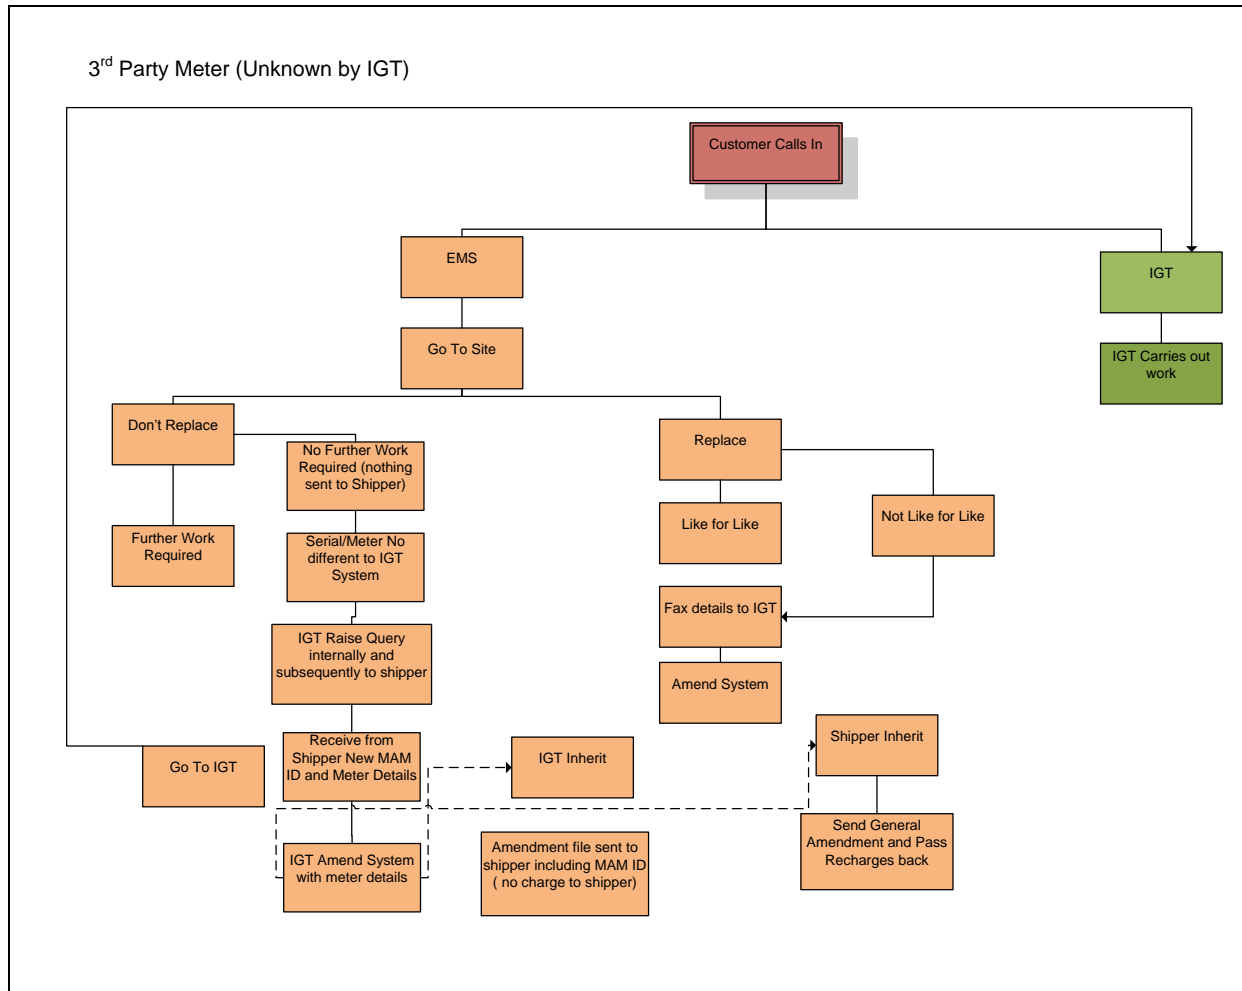 3rd Party Meter (Unknown by IGT)
Customer Calls In
EMS
IGT
Go To Site
IGT Carries out
work
Don't Replace
Replace
No Further Work
Required (nothing
sent to Shipper)
Like for Like
Not Like for Like
Further Work
Required
Serial/Meter No
different to IGT
System
Fax details to IGT
IGT Raise Query
internally and
subsequently to shipper
Amend System
Go To IGT
Receive from
Shipper New MAM
ID and Meter Details
IGT Inherit
Shipper Inherit
IGT Amend System
with meter details
Amendment file sent to
shipper including MAM ID
( no charge to shipper)
Send General
Amendment and Pass
Recharges back